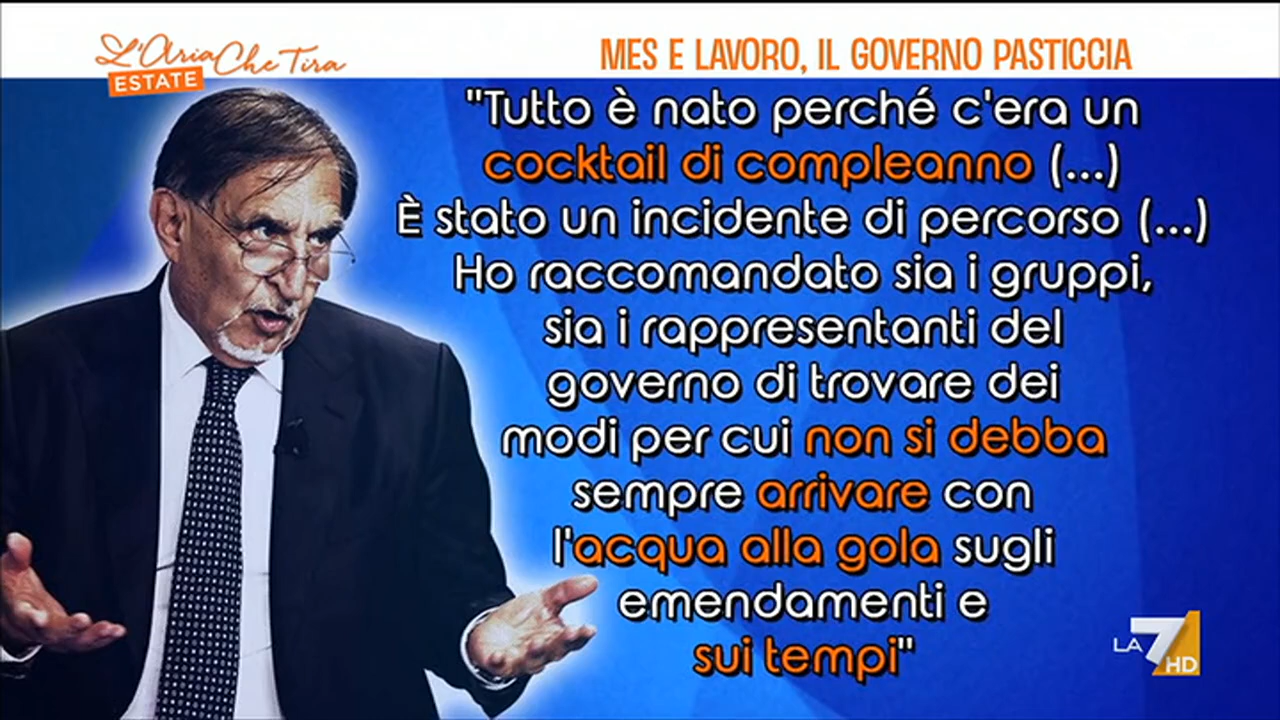 L'Aria Che Tira
ESTATE
MES E LAVORO, IL GOVERNO PASTICCIA
"Tutto è nato perché c'era un
cocktail di compleanno (...)
È stato un incidente di percorso (...)
Ho raccomandato sia i gruppi,
sia i rappresentanti del
governo di trovare dei
modi per cui non si debba
sempre arrivare con
l'acqua alla gola sugli
emendamenti e
sui tempi"
LA 7 HD